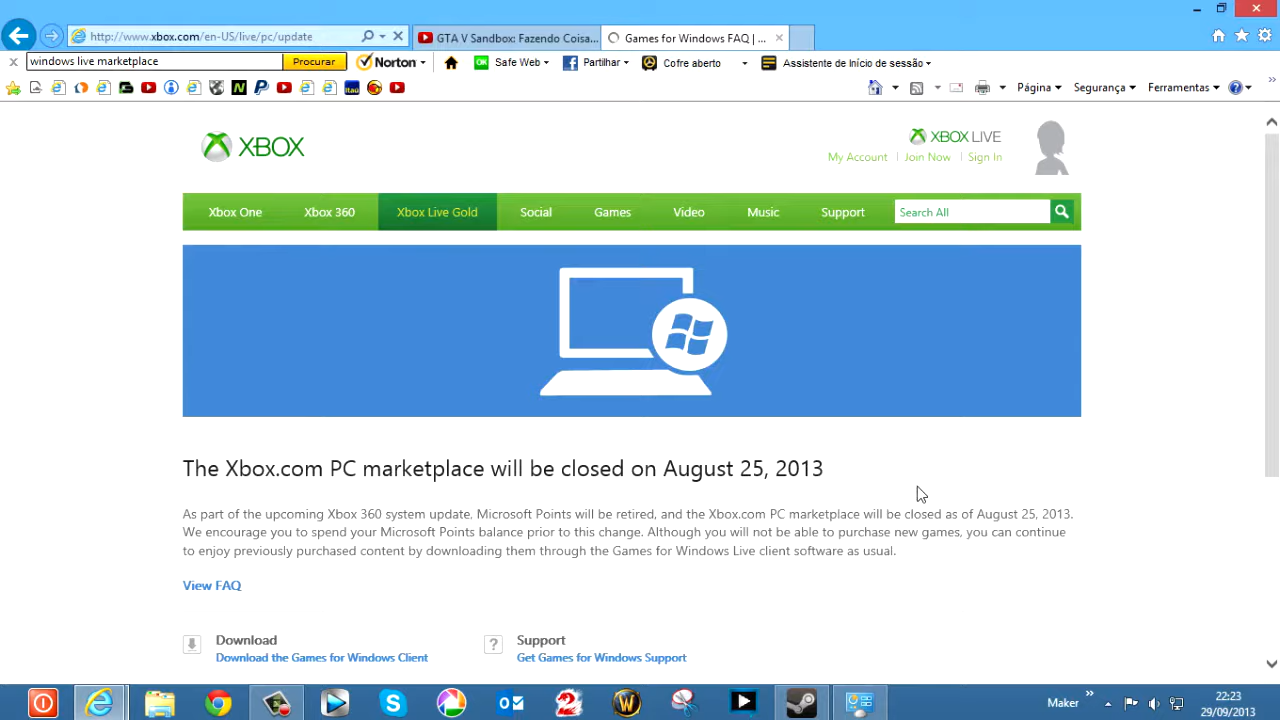 http://www.xbox.com/en-US/live/pc/update
GTA V Sandbox: Fazendo Coisa...
Games for Windows FAQ | ...
windows live marketplace
Procurar
Norton
OK
Safe Web
Partilhar
Cofre aberto
Assistente de Início de sessão
Página
Segurança
Ferramentas
XBOX
XBOX LIVE
My Account | Join Now | Sign In
Xbox One
Xbox 360
Xbox Live Gold
Social
Games
Video
Music
Support
Search All
The Xbox.com PC marketplace will be closed on August 25, 2013
As part of the upcoming Xbox 360 system update, Microsoft Points will be retired, and the Xbox.com PC marketplace will be closed as of August 25, 2013.
We encourage you to spend your Microsoft Points balance prior to this change. Although you will not be able to purchase new games, you can continue
to enjoy previously purchased content by downloading them through the Games for Windows Live client software as usual.
View FAQ
Download
Download the Games for Windows Client
Support
Get Games for Windows Support
Maker
22:23
29/09/2013